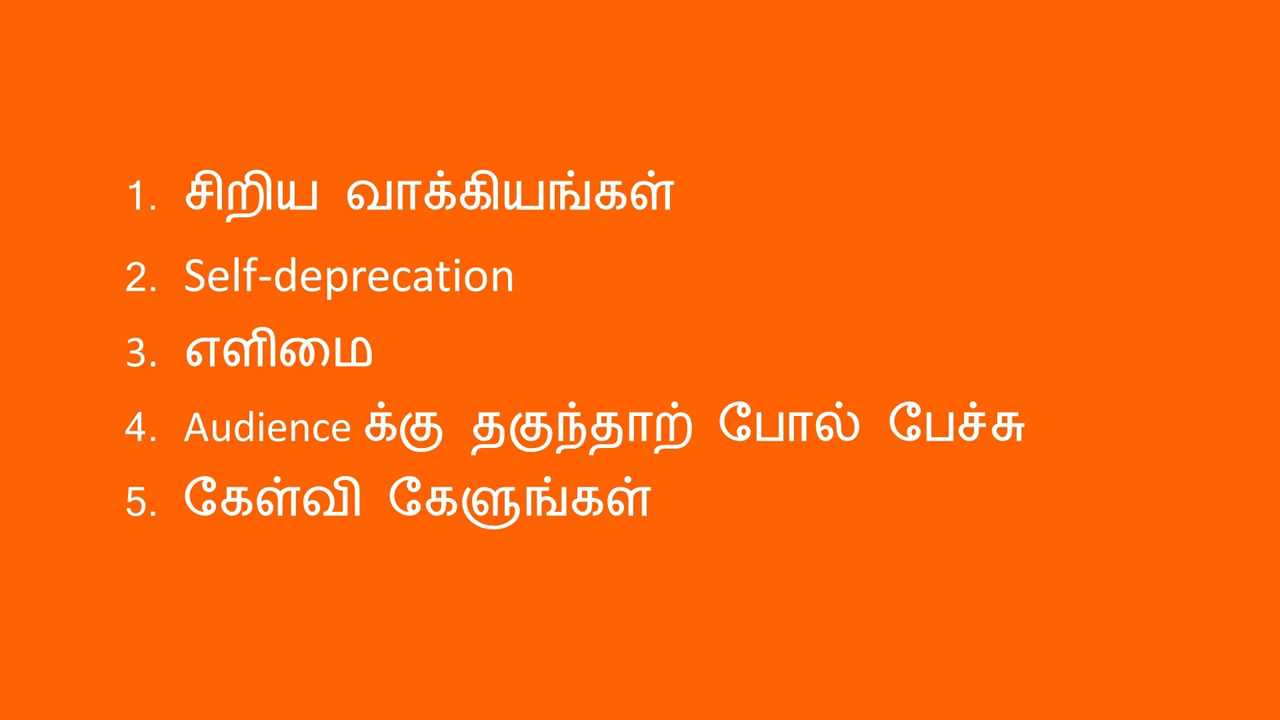 1. சிறிய வாக்கியங்கள்
2. Self-deprecation
3. எளிமை
4. Audience க்கு தகுந்தாற் போல் பேச்சு
5. கேள்வி கேளுங்கள்